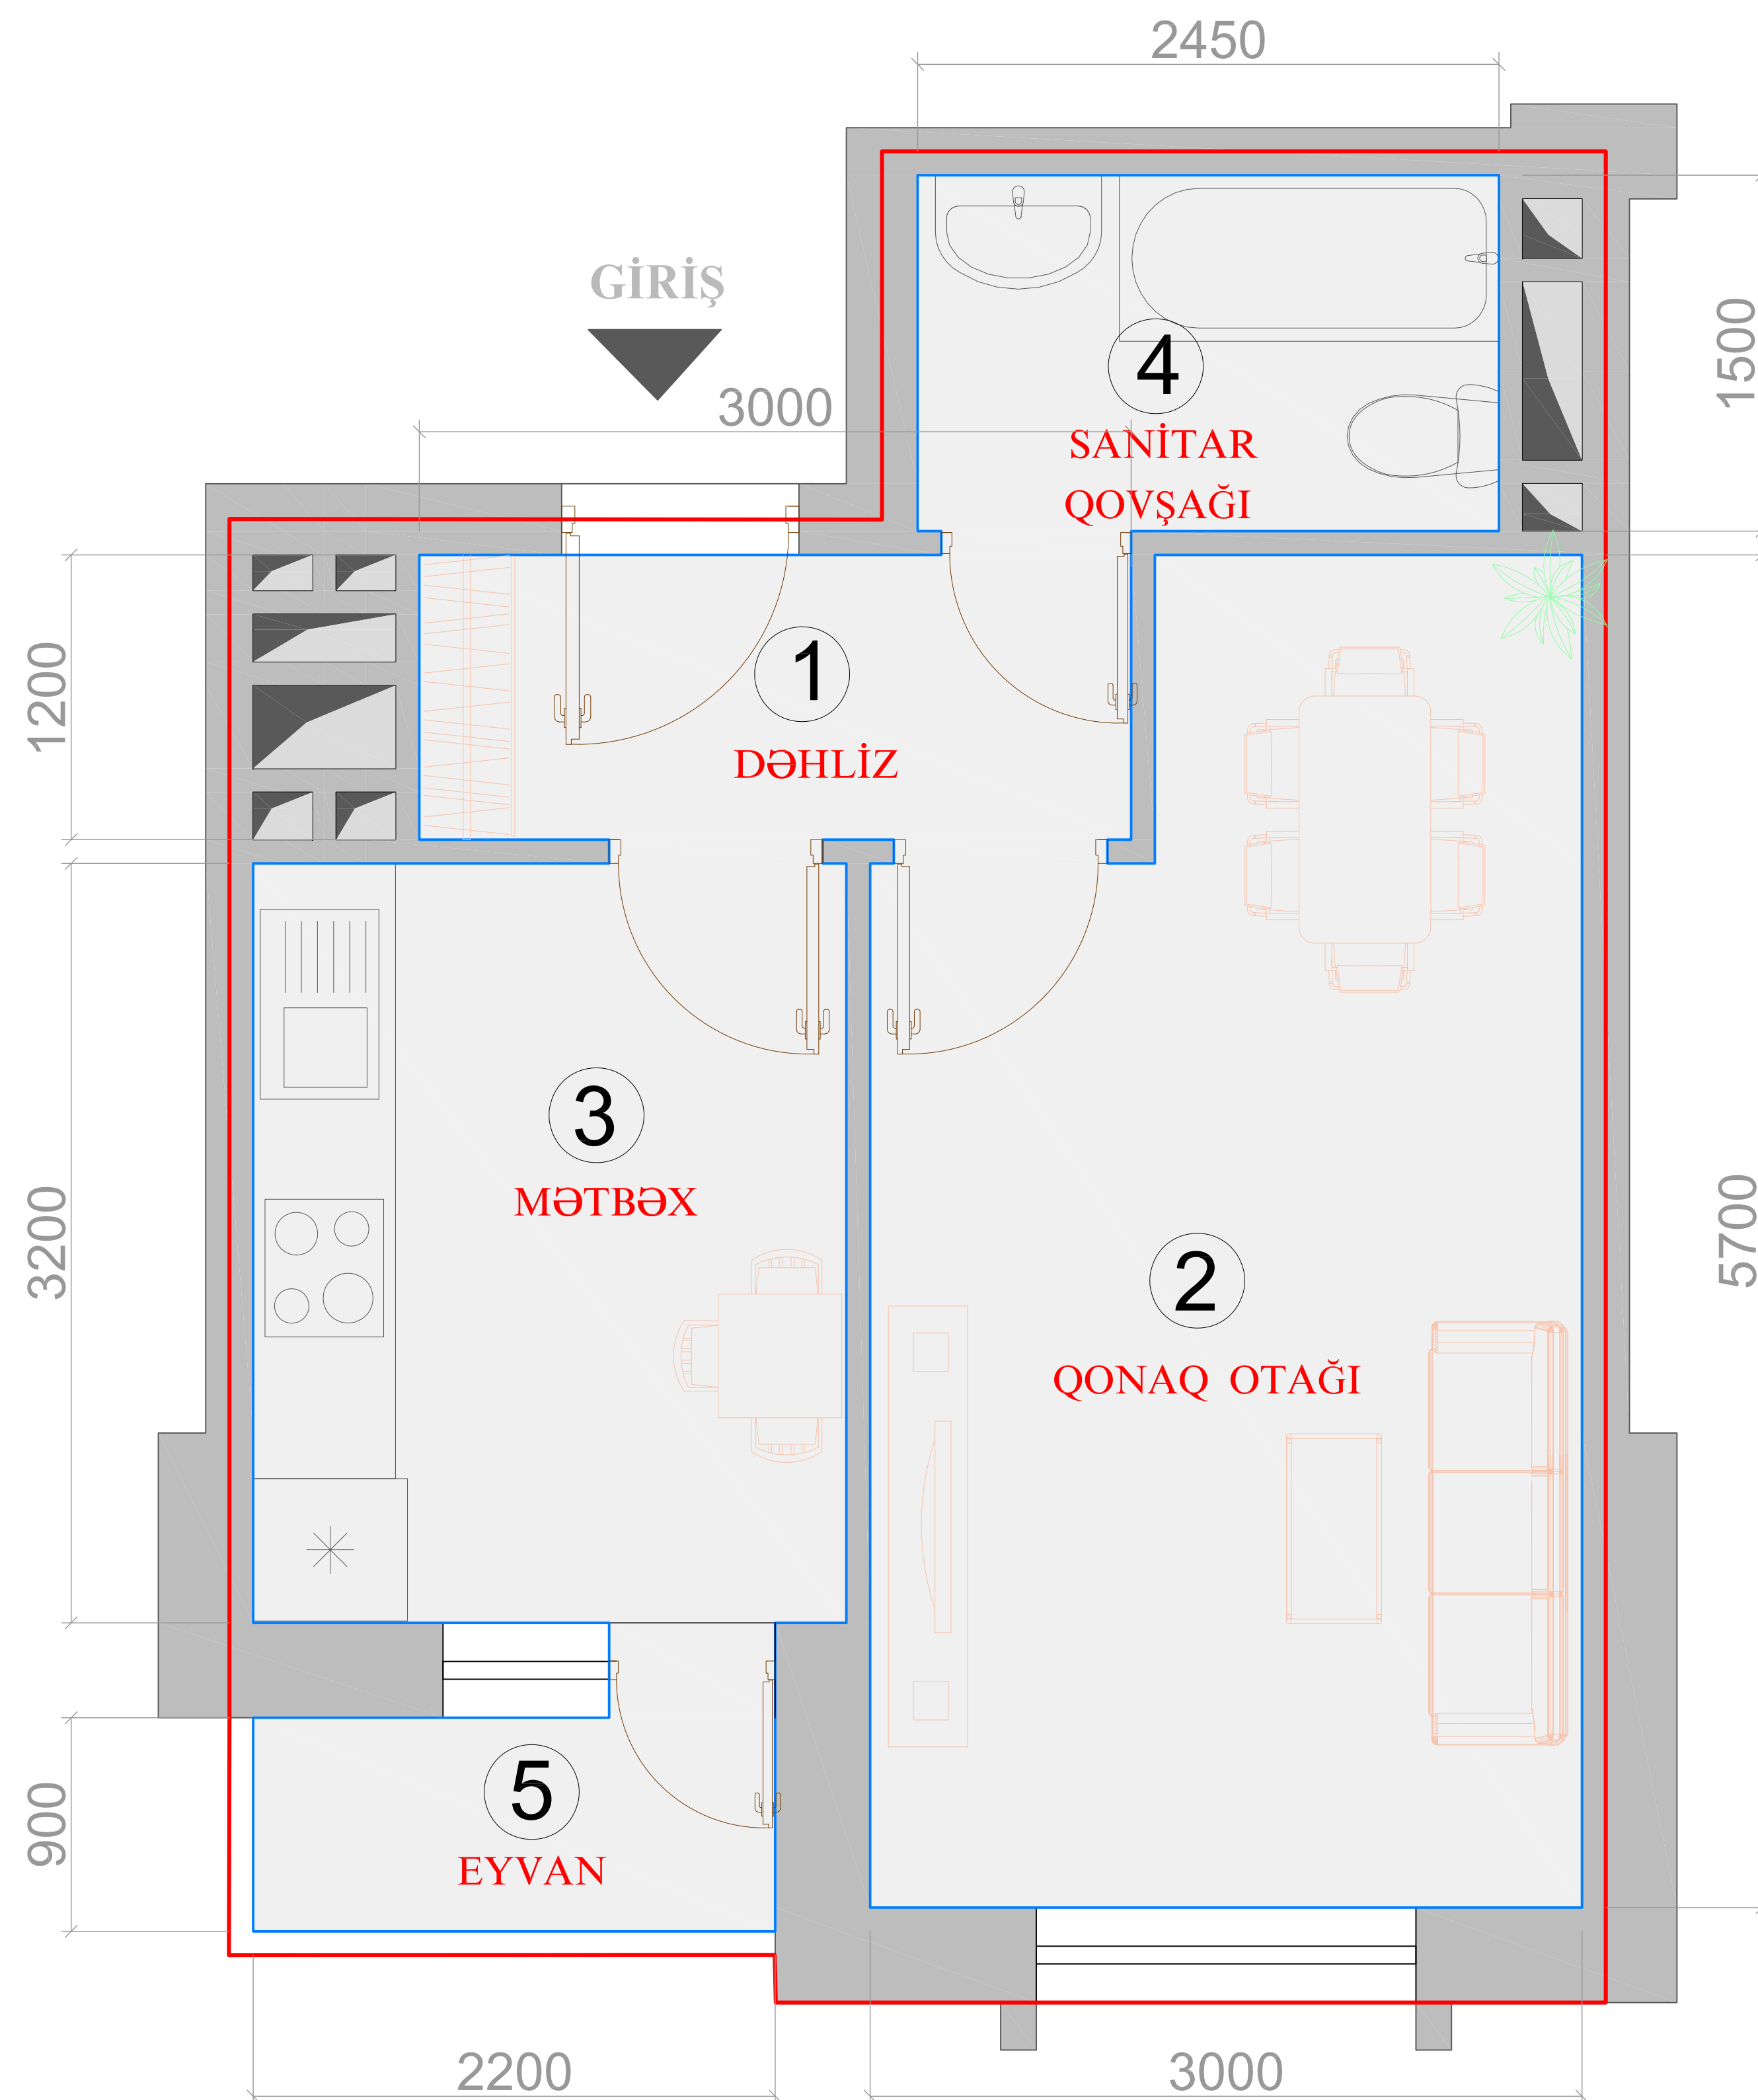 2450
GİRİŞ
3000
1500
4
SANİTAR
QOVŞAĞI
1200
1
DƏHLİZ
3200
3
MƏTBƏX
5700
2
QONAQ OTAĞI
900
5
EYVAN
2200
3000